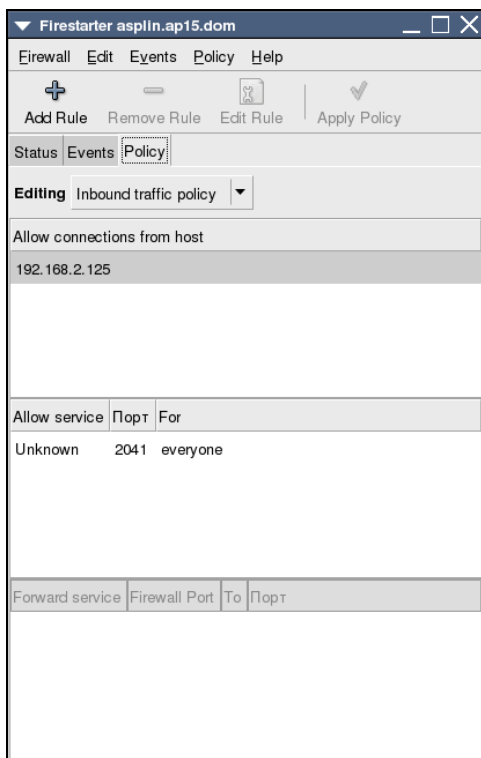 Firestarter asplin.ap15.dom
Firewall Edit Events Policy Help
Add Rule Remove Rule Edit Rule Apply Policy
Status Events Policy
Editing Inbound traffic policy
Allow connections from host
192.168.2.125
Allow service Порт For
Unknown 2041 everyone
Forward service Firewall Port To Порт